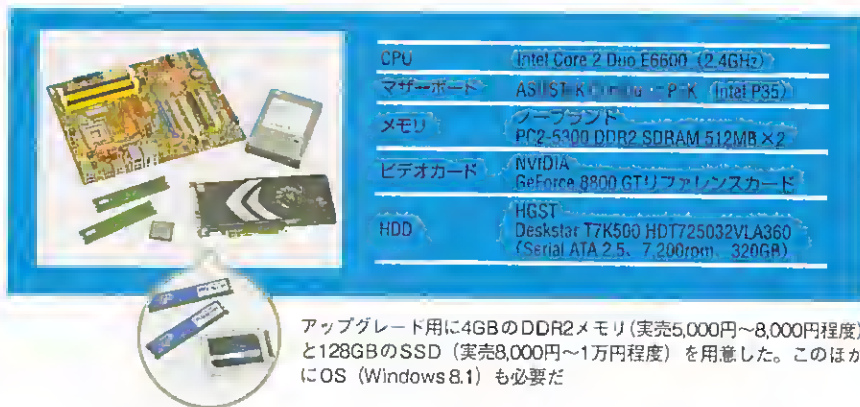 CPU
Intel Core 2 Duo E6600 (2.4GHz)
マザーボード
(Intel P35)
メモリ
ノーブランド
PC2-5300 DDR2 SDRAM 512MB×2
ビデオカード
NVIDIA
GeForce 8800 GTリファレンスカード
HDD
HGST
Deskstar T7K500 HDT725032VLA360
(Serial ATA 2.5、7,200rpm、320GB)
アップグレード用に4GBのDDR2メモリ(実売5,000円～8,000円程度)
と128GBのSSD（実売8,000円～1万円程度）を用意した。このほか
にOS（Windows 8.1）も必要だ